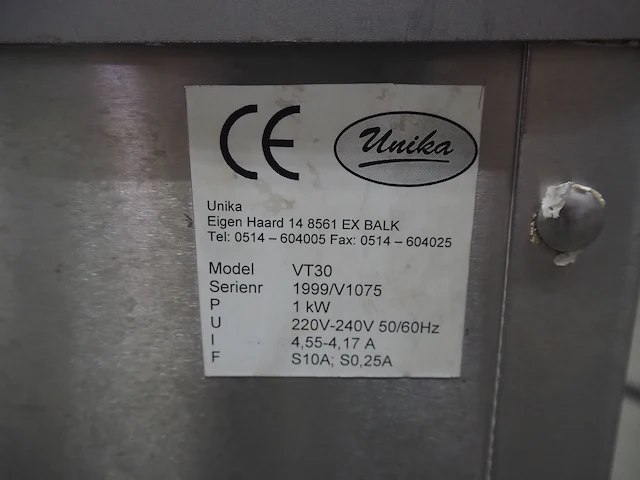 CE Unika
Unika
Eigen Haard 14 8561 EX BALK
Tel: 0514 – 604005 Fax: 0514 – 604025
Model VT30
Serienr 1999/V1075
P 1 kW
U 220V-240V 50/60Hz
I 4,55-4,17 A
F S10A; S0,25A